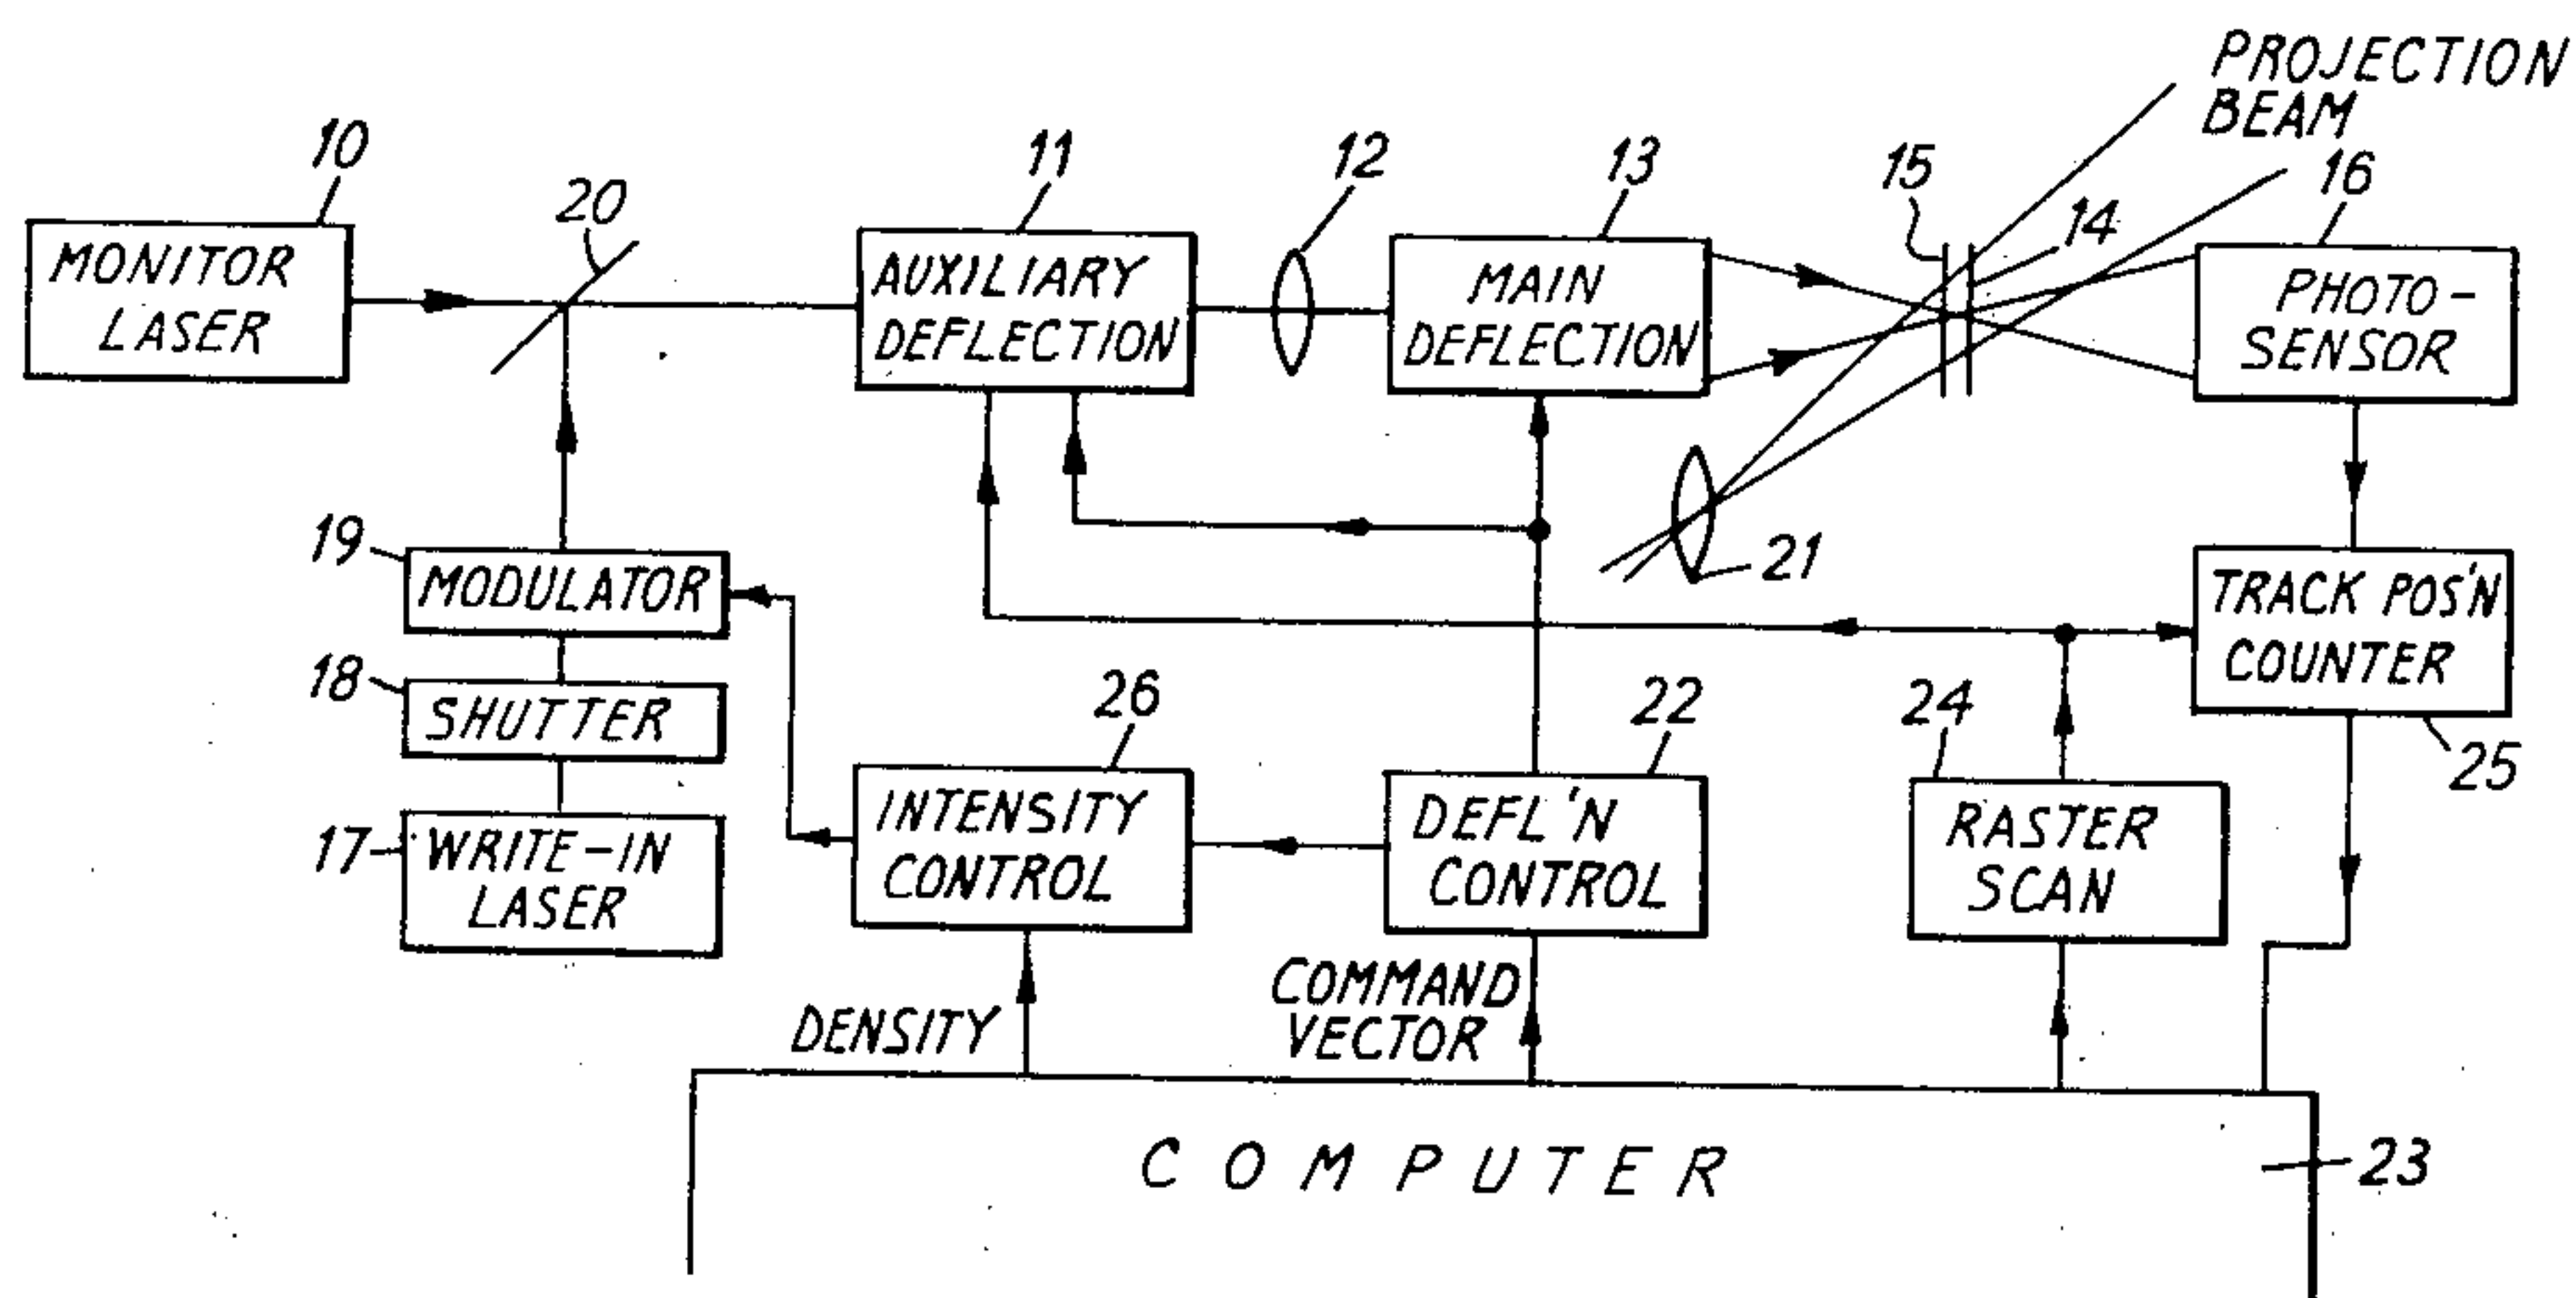 PROJECTION
BEAM
10
20
11
12
13
15
14
16
MONITOR
LASER
AUXILIARY
DEFLECTION
MAIN
DEFLECTION
PHOTO-
SENSOR
19
MODULATOR
21
TRACK POS'N
COUNTER
18
SHUTTER
26
22
24
25
17
WRITE-IN
LASER
INTENSITY
CONTROL
DEFL'N
CONTROL
RASTER
SCAN
DENSITY
COMMAND
VECTOR
COMPUTER
23